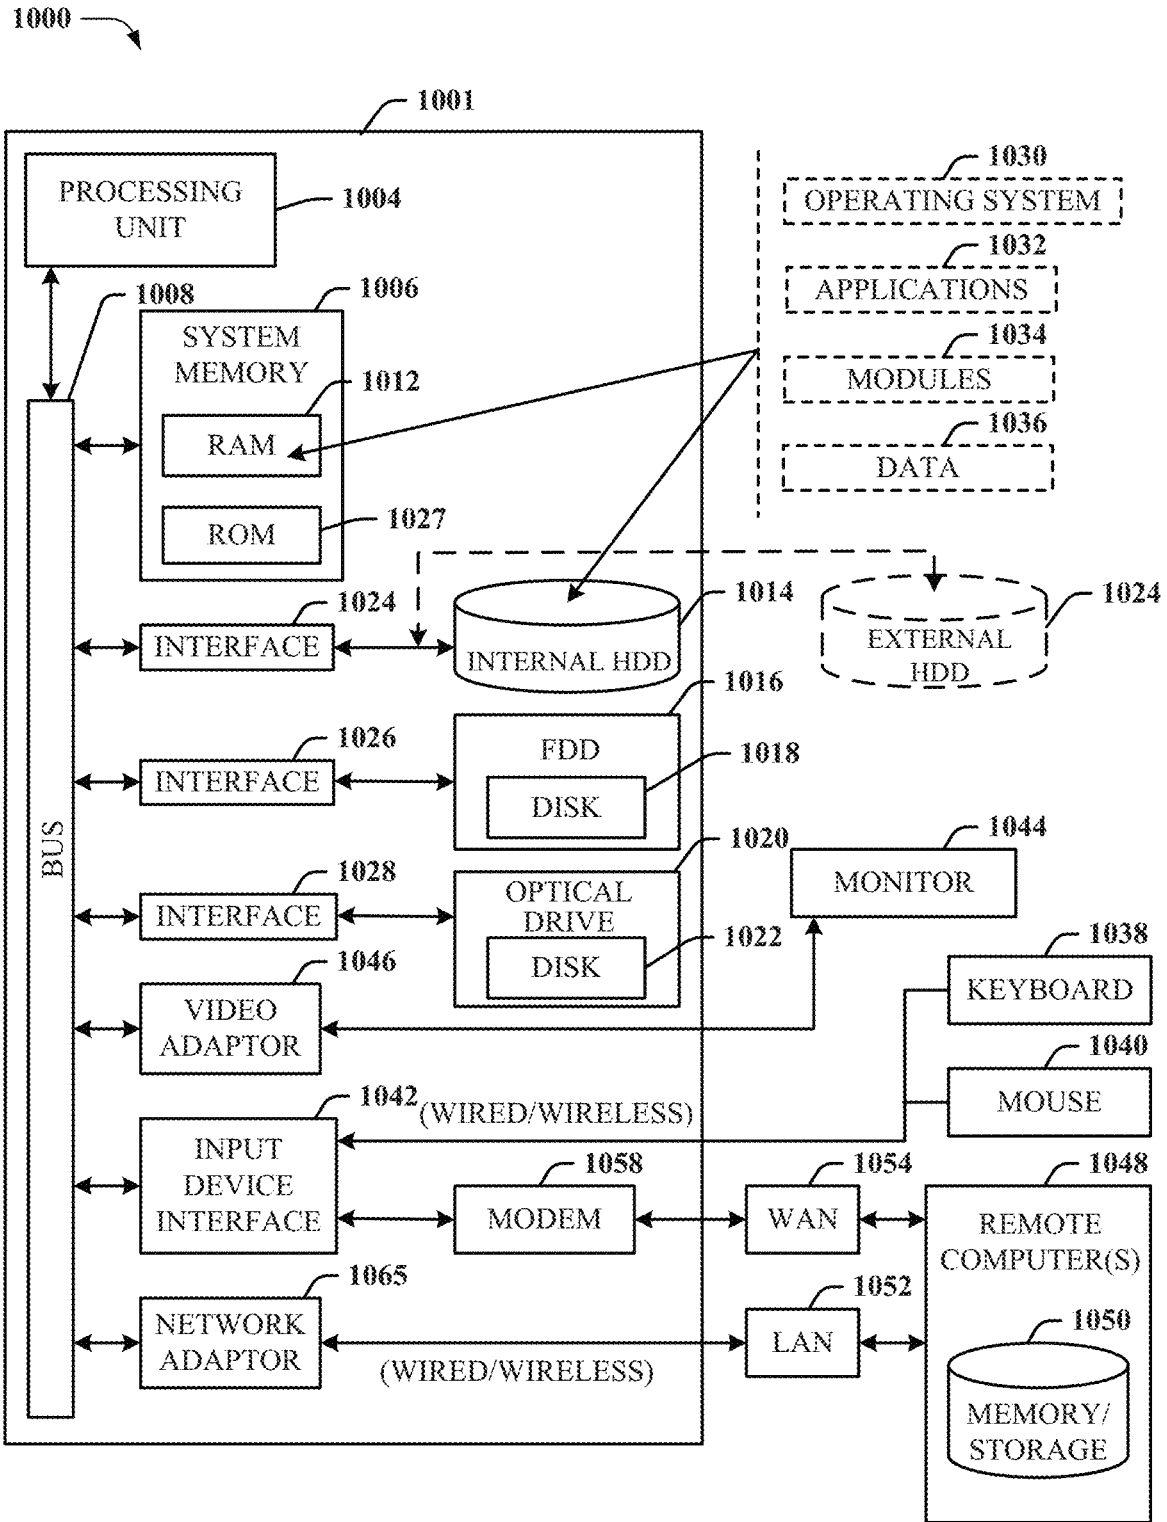 1000
1001
PROCESSING
UNIT
1004
1030
OPERATING SYSTEM
1032
APPLICATIONS
1034
MODULES
1036
DATA
1008
1006
SYSTEM
MEMORY
1012
RAM
1027
ROM
1024
INTERFACE
1014
INTERNAL HDD
1024
EXTERNAL
HDD
1026
INTERFACE
1016
FDD
1018
DISK
BUS
1028
INTERFACE
1020
OPTICAL
DRIVE
1022
DISK
1044
MONITOR
1046
VIDEO
ADAPTOR
1038
KEYBOARD
1040
MOUSE
1042
(WIRED/WIRELESS)
INPUT
DEVICE
INTERFACE
1058
MODEM
1054
WAN
1048
REMOTE
COMPUTER(S)
1065
NETWORK
ADAPTOR
(WIRED/WIRELESS)
1052
LAN
1050
MEMORY/
STORAGE